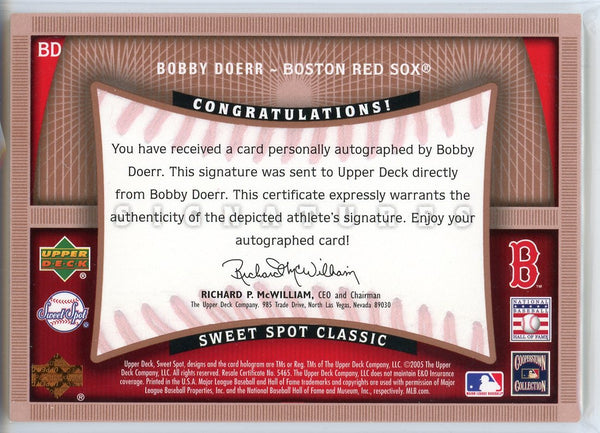 BD
BOBBY DOERR ~ BOSTON RED SOX®
CONGRATULATIONS!
You have received a card personally autographed by Bobby
Doerr. This signature was sent to Upper Deck directly
from Bobby Doerr. This certificate expressly warrants the
authenticity of the depicted athlete's signature. Enjoy your
autographed card!
SIGNATURES
Richard McWilliam
RICHARD P. McWILLIAM, CEO and Chairman
The Upper Deck Company. 985 Trade Drive, North Las Vegas, Nevada 89030
UPPER
DECK
Sweet Spot
B
NATIONAL
BASEBALL
HALL OF FAME
COOPERSTOWN
COLLECTION
SWEET SPOT CLASSIC
Upper Deck, Sweet Spot, designs and the card hologram are TMs or Reg. TMs of The Upper Deck Company, LLC. ©2005 The Upper
Deck Company, LLC. All rights reserved. Resale Certificate No. 5465. The Upper Deck Company, LLC does not maintain E&O Insurance
coverage. Printed in the U.S.A. Major League Baseball and Hall of Fame trademarks and copyrights are used with permission of Major
League Baseball Properties, Inc. and the National Baseball Hall of Fame and Museum, Inc., respectively. MLB.com.
MAJOR LEAGUE BASEBALL
®